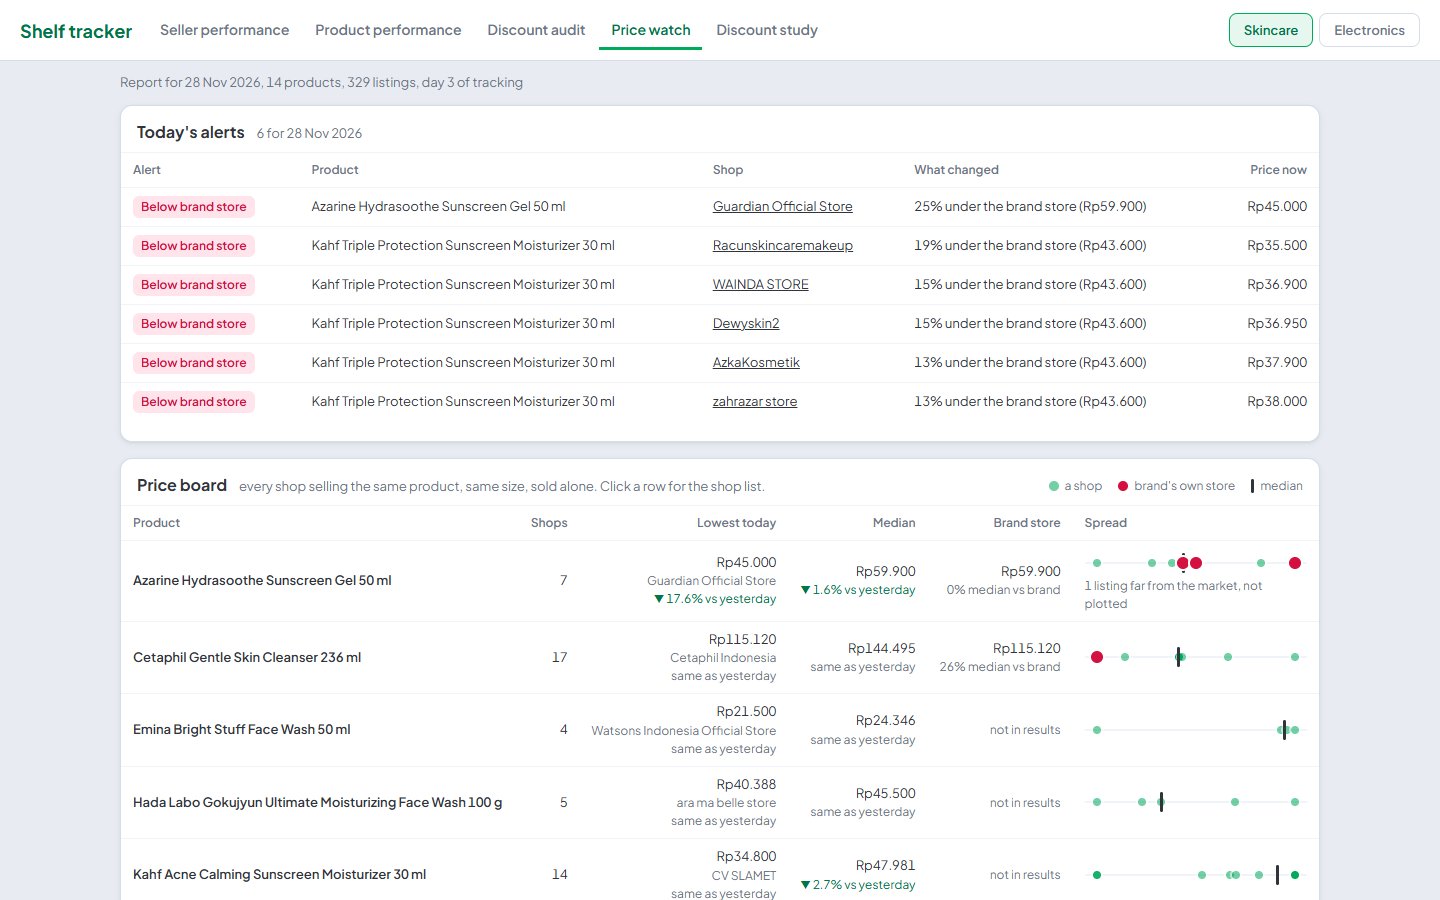 Shelf tracker Seller performance Product performance Discount audit Price watch Discount study Skincare Electronics
Report for 28 Nov 2026, 14 products, 329 listings, day 3 of tracking
Today's alerts 6 for 28 Nov 2026
Alert Product Shop What changed Price now
Below brand store Azarine Hydrasoothe Sunscreen Gel 50 ml Guardian Official Store 25% under the brand store (Rp59.900) Rp45.000
Below brand store Kahf Triple Protection Sunscreen Moisturizer 30 ml Racunskincaremakeup 19% under the brand store (Rp43.600) Rp35.500
Below brand store Kahf Triple Protection Sunscreen Moisturizer 30 ml WAINDA STORE 15% under the brand store (Rp43.600) Rp36.900
Below brand store Kahf Triple Protection Sunscreen Moisturizer 30 ml Dewyskin2 15% under the brand store (Rp43.600) Rp36.950
Below brand store Kahf Triple Protection Sunscreen Moisturizer 30 ml AzkaKosmetik 13% under the brand store (Rp43.600) Rp37.900
Below brand store Kahf Triple Protection Sunscreen Moisturizer 30 ml zahrazar store 13% under the brand store (Rp43.600) Rp38.000
Price board every shop selling the same product, same size, sold alone. Click a row for the shop list. a shop brand's own store median
Product Shops Lowest today Median Brand store Spread
Azarine Hydrasoothe Sunscreen Gel 50 ml 7
Rp45.000
Guardian Official Store
▼ 17.6% vs yesterday
Rp59.900
▼ 1.6% vs yesterday
Rp59.900
0% median vs brand
1 listing far from the market, not
plotted
Cetaphil Gentle Skin Cleanser 236 ml 17
Rp115.120
Cetaphil Indonesia
same as yesterday
Rp144.495
same as yesterday
Rp115.120
26% median vs brand
Emina Bright Stuff Face Wash 50 ml 4
Rp21.500
Watsons Indonesia Official Store
same as yesterday
Rp24.346
same as yesterday
not in results
Hada Labo Gokujyun Ultimate Moisturizing Face Wash 100 g 5
Rp40.388
ara ma belle store
same as yesterday
Rp45.500
same as yesterday
not in results
Kahf Acne Calming Sunscreen Moisturizer 30 ml 14
Rp34.800
CV SLAMET
same as yesterday
Rp47.981
▼ 2.7% vs yesterday
not in results